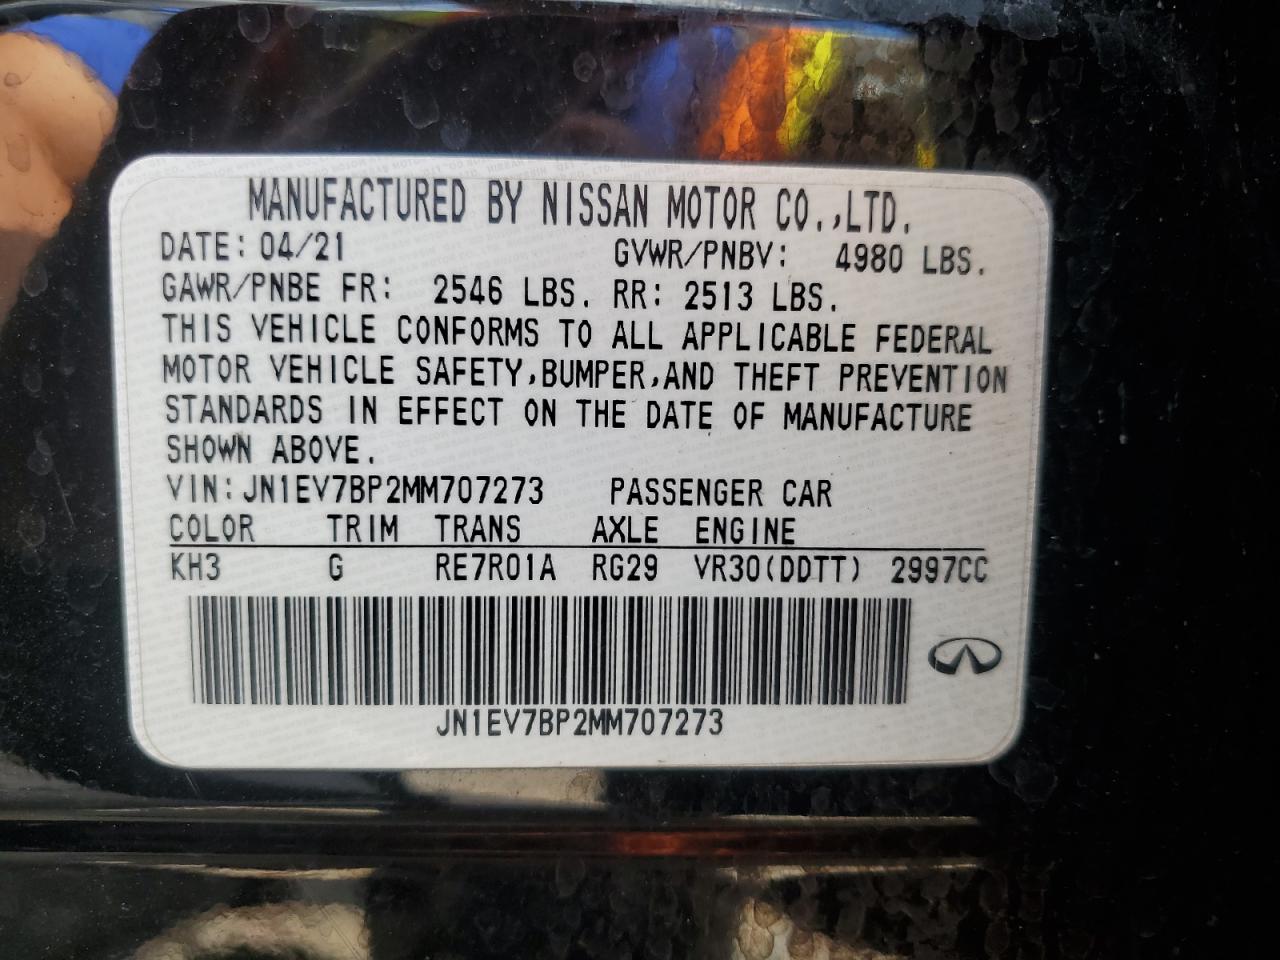 MANUFACTURED BY NISSAN MOTOR CO.,LTD.
DATE: 04/21 GVWR/PNBV: 4980 LBS.
GAWR/PNBE FR: 2546 LBS. RR: 2513 LBS.
THIS VEHICLE CONFORMS TO ALL APPLICABLE FEDERAL
MOTOR VEHICLE SAFETY,BUMPER,AND THEFT PREVENTION
STANDARDS IN EFFECT ON THE DATE OF MANUFACTURE
SHOWN ABOVE.
VIN:JN1EV7BP2MM707273 PASSENGER CAR
COLOR TRIM TRANS AXLE ENGINE
KH3 G RE7R01A RG29 VR30(DDTT) 2997CC
JN1EV7BP2MM707273